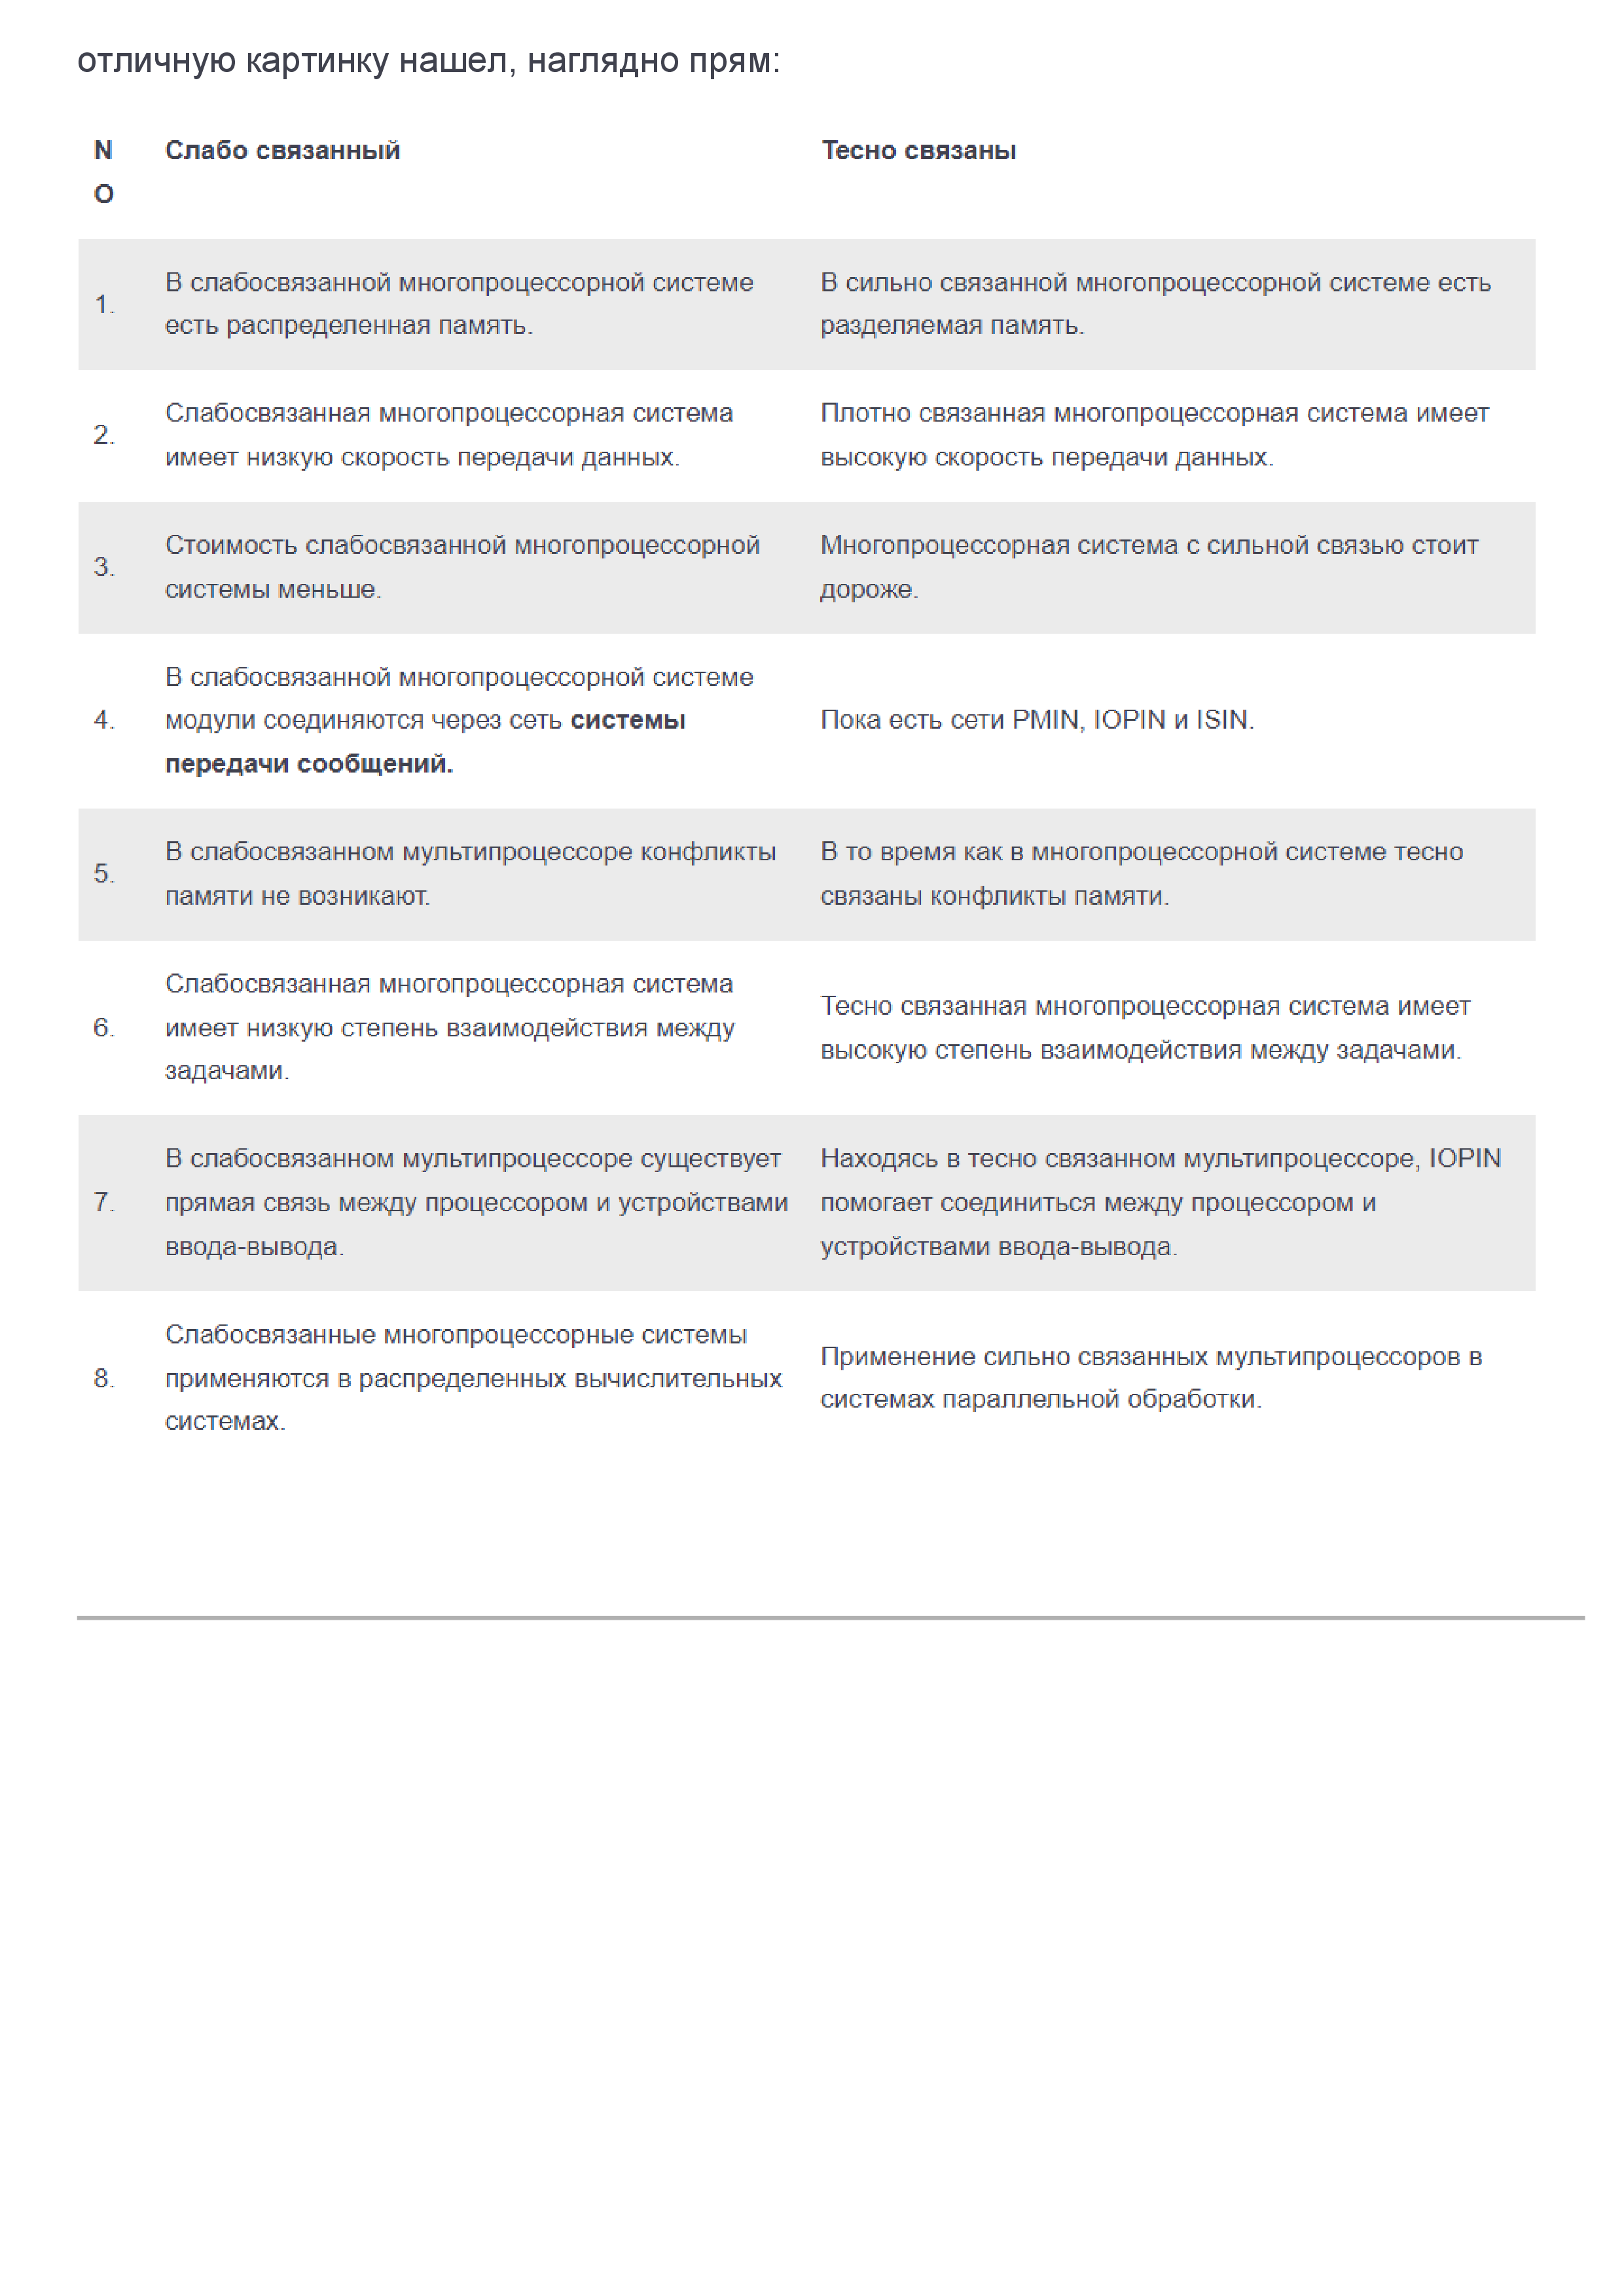 отличную картинку нашел, наглядно прям:
N
O
Слабо связанный
Тесно связаны
1.
В слабосвязанной многопроцессорной системе
есть распределенная память.
В сильно связанной многопроцессорной системе есть
разделяемая память.
2.
Слабосвязанная многопроцессорная система
имеет низкую скорость передачи данных.
Плотно связанная многопроцессорная система имеет
высокую скорость передачи данных.
3.
Стоимость слабосвязанной многопроцессорной
системы меньше.
Многопроцессорная система с сильной связью стоит
дороже.
4.
В слабосвязанной многопроцессорной системе
модули соединяются через сеть системы
передачи сообщений.
Пока есть сети PMIN, IOPIN и ISIN.
5.
В слабосвязанном мультипроцессоре конфликты
памяти не возникают.
В то время как в многопроцессорной системе тесно
связаны конфликты памяти.
6.
Слабосвязанная многопроцессорная система
имеет низкую степень взаимодействия между
задачами.
Тесно связанная многопроцессорная система имеет
высокую степень взаимодействия между задачами.
7.
В слабосвязанном мультипроцессоре существует
прямая связь между процессором и устройствами
ввода-вывода.
Находясь в тесно связанном мультипроцессоре, IOPIN
помогает соединиться между процессором и
устройствами ввода-вывода.
8.
Слабосвязанные многопроцессорные системы
применяются в распределенных вычислительных
системах.
Применение сильно связанных мультипроцессоров в
системах параллельной обработки.